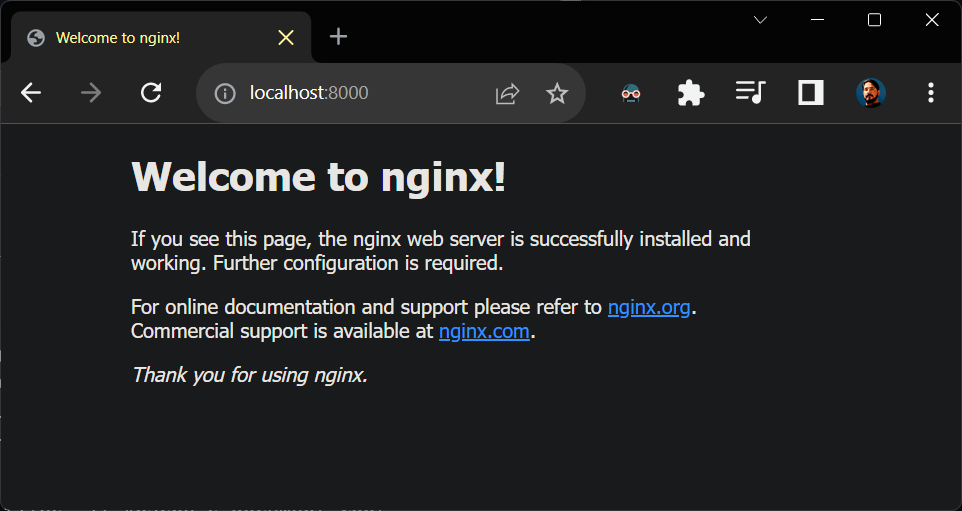 Welcome to nginx!
localhost:8000
Welcome to nginx!
If you see this page, the nginx web server is successfully installed and
working. Further configuration is required.
For online documentation and support please refer to nginx.org.
Commercial support is available at nginx.com.
Thank you for using nginx.